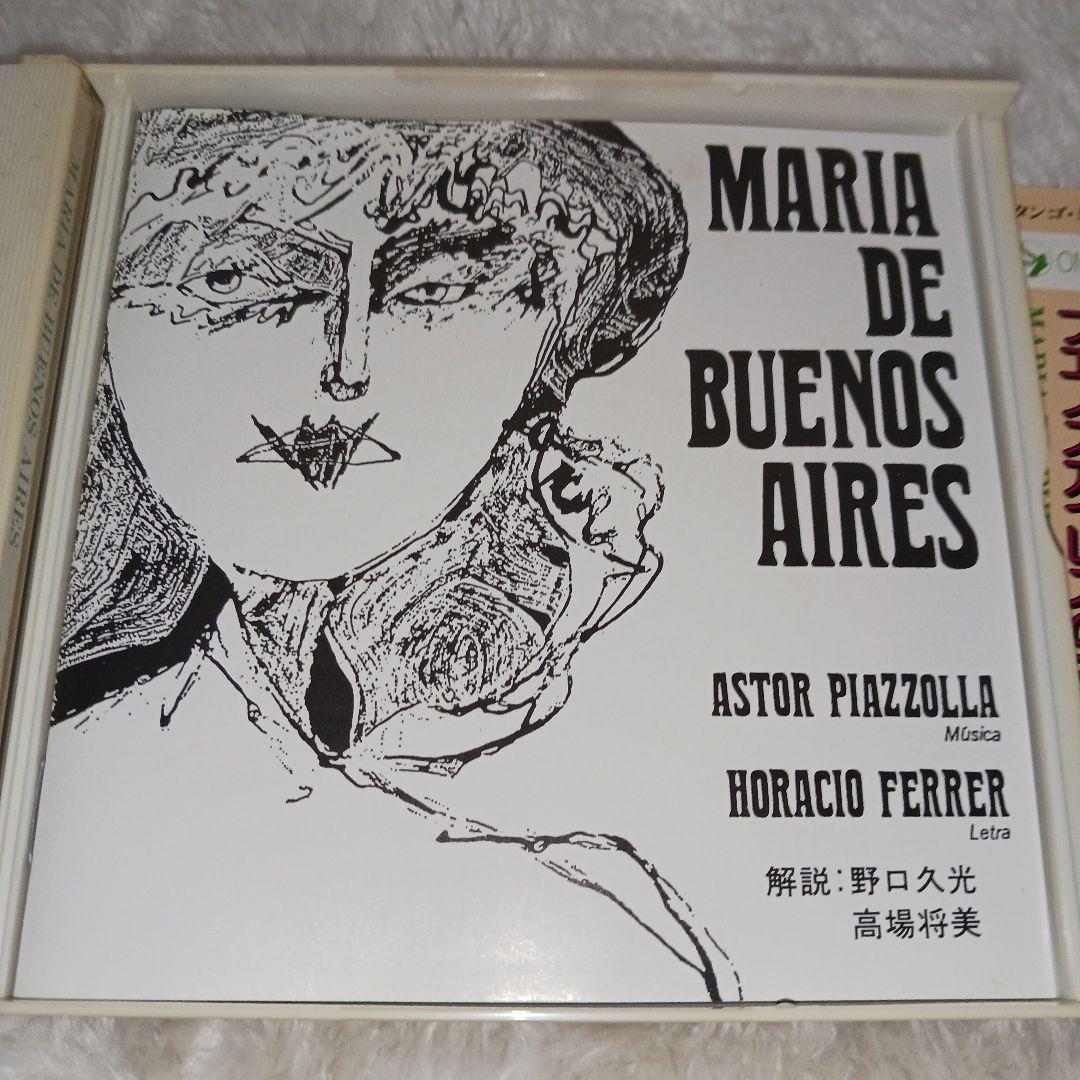 MARIA DE BUENOS AIRES
MARIA
DE
BUENOS
AIRES
ASTOR PIAZZOLLA
Música
HORACIO FERRER
Letra
解説:野口久光
高場将美
タンゴ・